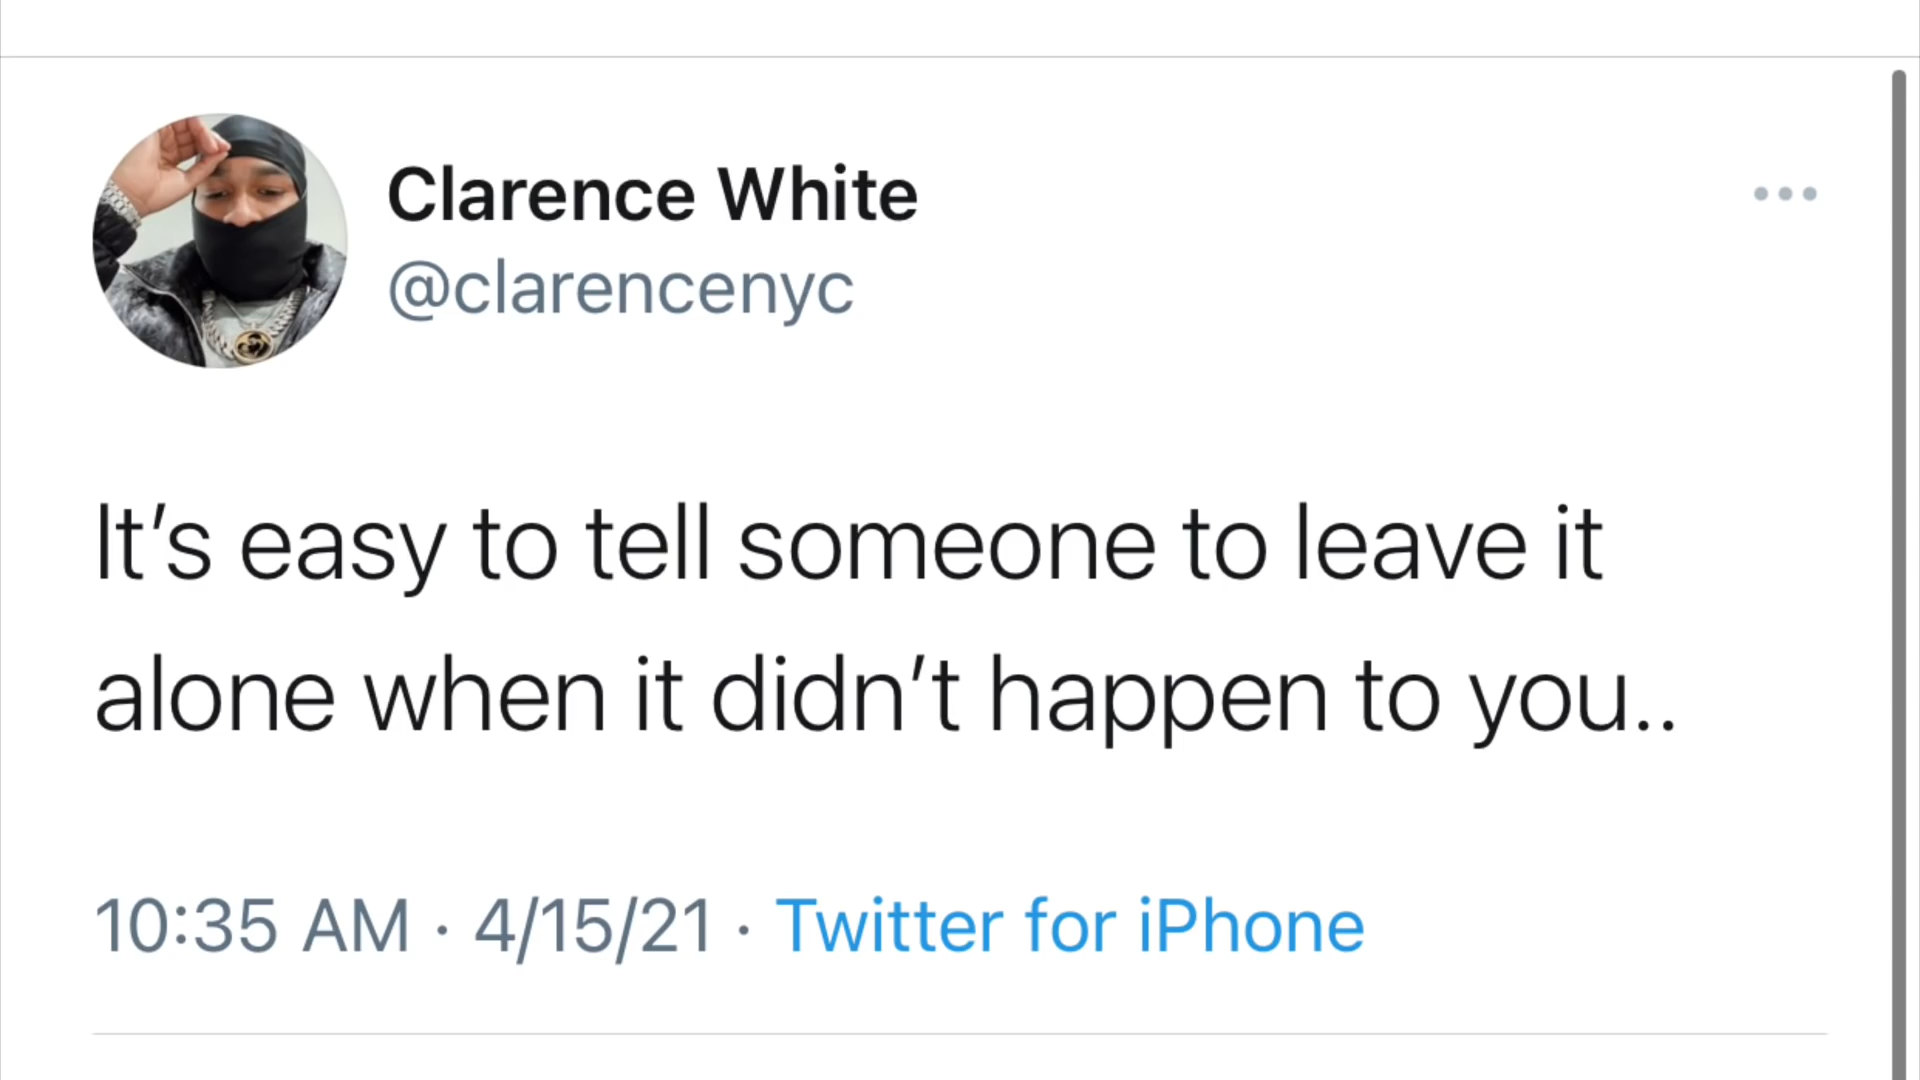 Clarence White
@clarencenyc
It’s easy to tell someone to leave it
alone when it didn’t happen to you..
10:35 AM · 4/15/21 · Twitter for iPhone